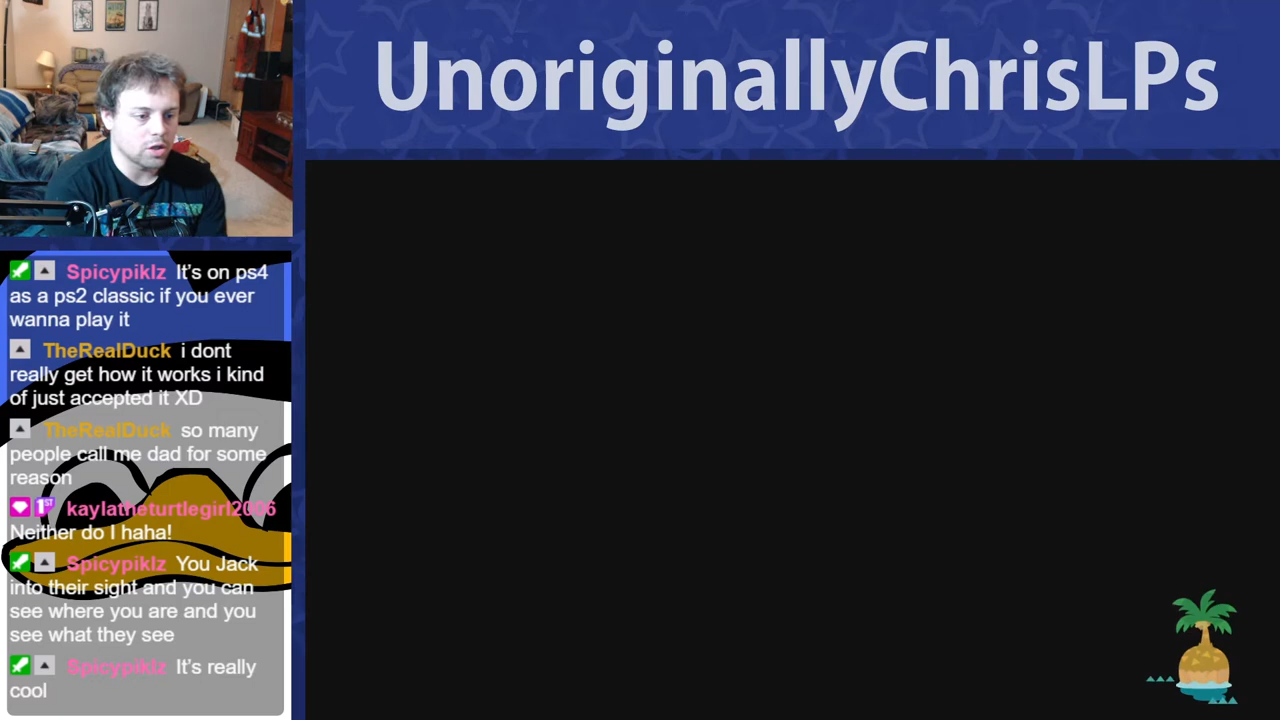 UnoriginallyChrisLPs
Spicypiklz It's on ps4
as a ps2 classic if you ever
wanna play it
TheRealDuck i dont
really get how it works i kind
of just accepted it XD
TheRealDuck so many
people call me dad for some
reason
1ST kaylatheturtlegirl2006
Neither do I haha!
Spicypiklz You Jack
into their sight and you can
see where you are and you
see what they see
Spicypiklz It's really
cool